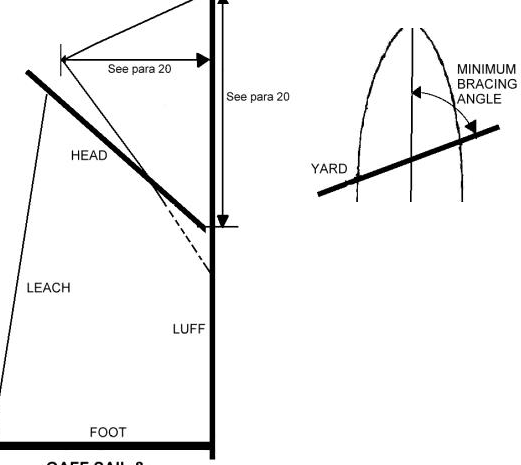 See para 20
See para 20
MINIMUM
BRACING
ANGLE
HEAD
YARD
LEACH
LUFF
FOOT
GAFF SAIL &